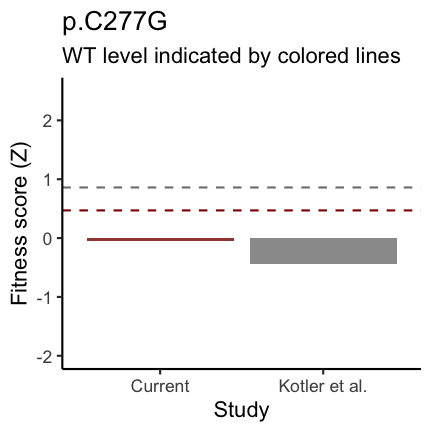 p.C277G
WT level indicated by colored lines
Fitness score (Z)
2
1
0
-1
-2
Current
Kotler et al.
Study